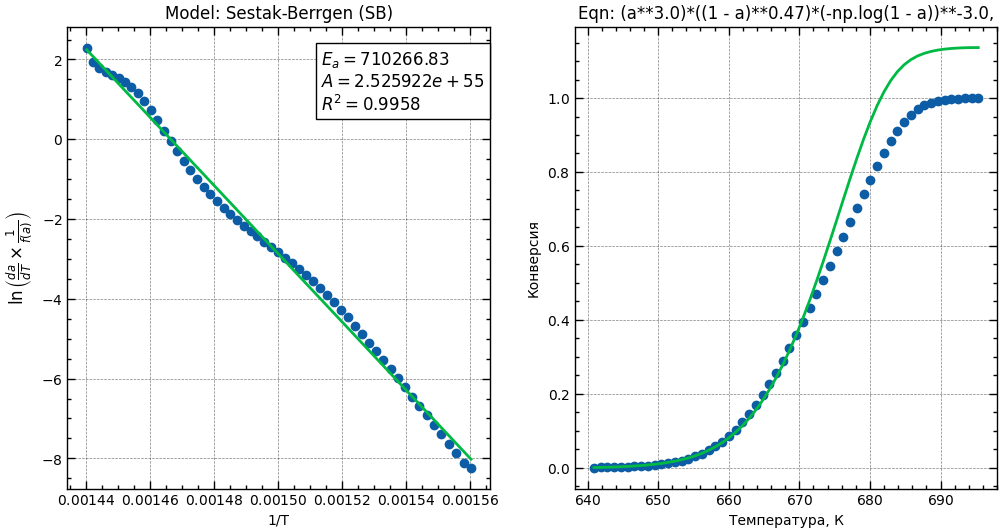 Model: Sestak-Berrgen (SB)
Eqn: (a**3.0)*((1 - a)**0.47)*(-np.log(1 - a))**-3.0,
E_a = 710266.83
A = 2.525922e + 55
R^2 = 0.9958
ln(da/dT × 1/f(a))
2
0
−2
−4
−6
−8
0.00144 0.00146 0.00148 0.00150 0.00152 0.00154 0.00156
1/T
Конверсия
1.0
0.8
0.6
0.4
0.2
0.0
640 650 660 670 680 690
Температура, К